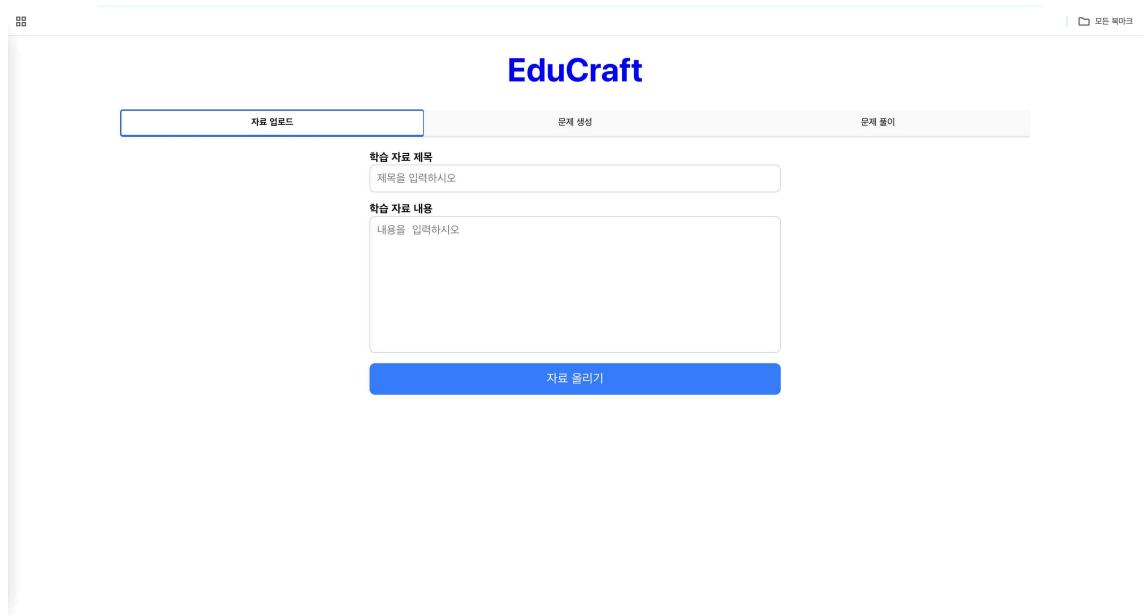 모든 북마크
EduCraft
자료 업로드
문제 생성
문제 풀이
학습 자료 제목
제목을 입력하시오
학습 자료 내용
내용을 입력하시오
자료 올리기